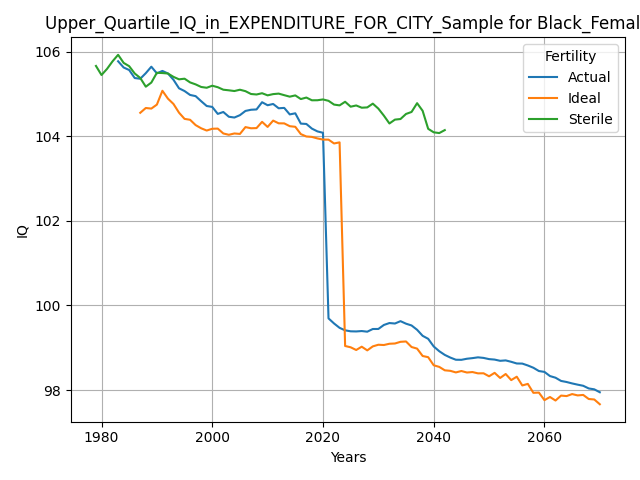 Upper_Quartile_IQ_in_EXPENDITURE_FOR_CITY_Sample for Black_Femal
106
104
102
100
98
IQ
1980
2000
2020
2040
2060
Years
Fertility
Actual
Ideal
Sterile